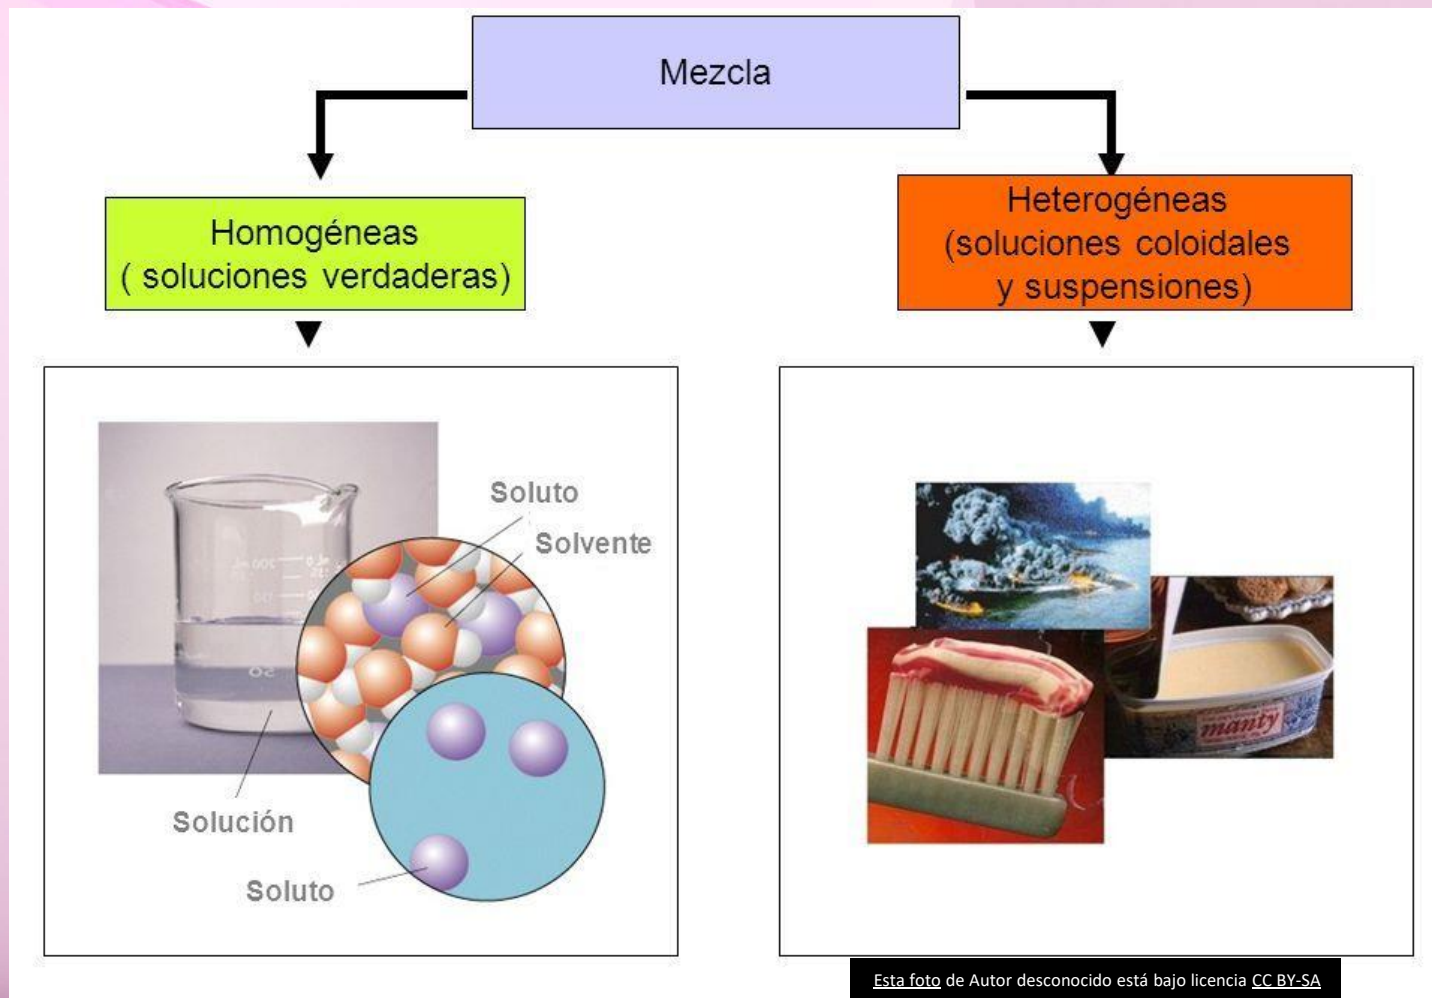 Mezcla
Homogéneas
( soluciones verdaderas)
Heterogéneas
(soluciones coloidales
y suspensiones)
Soluto
Solvente
50
Solución
Soluto
manty
Esta foto de Autor desconocido está bajo licencia CC BY-SA